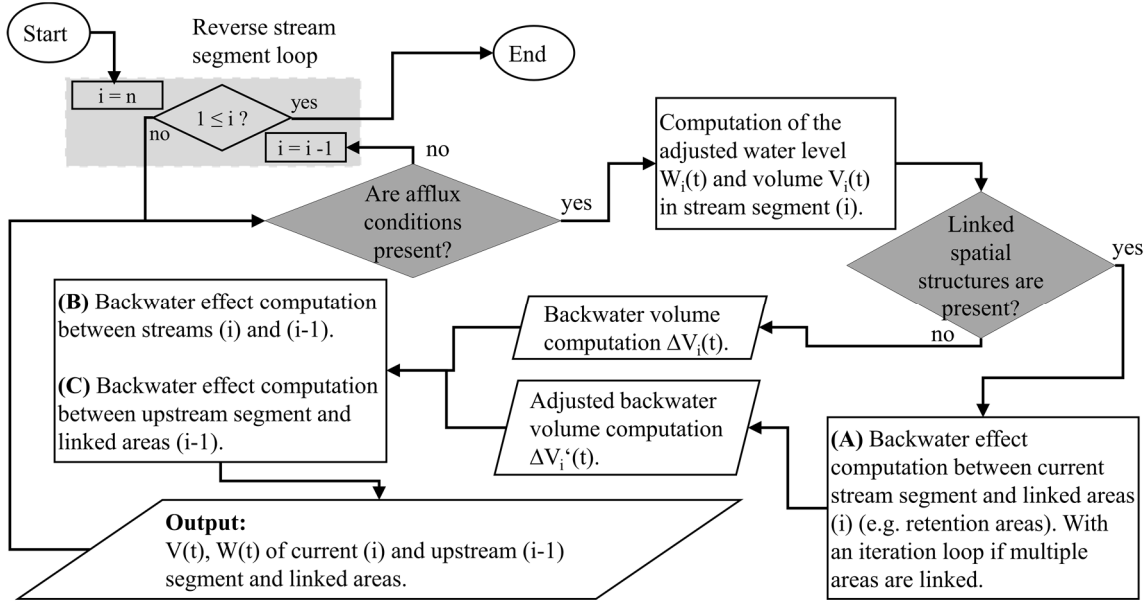 Start
Reverse stream
segment loop
End
i = n
1 ≤ i ?
yes
no
i = i -1
no
Are afflux
conditions
present?
yes
Computation of the
adjusted water level
Wi(t) and volume Vi(t)
in stream segment (i).
Linked
spatial
structures are
present?
yes
no
(B) Backwater effect computation
between streams (i) and (i-1).
(C) Backwater effect computation
between upstream segment and
linked areas (i-1).
Backwater volume
computation ΔVi(t).
Adjusted backwater
volume computation
ΔVi‘(t).
(A) Backwater effect
computation between current
stream segment and linked areas
(i) (e.g. retention areas). With
an iteration loop if multiple
areas are linked.
Output:
V(t), W(t) of current (i) and upstream (i-1)
segment and linked areas.